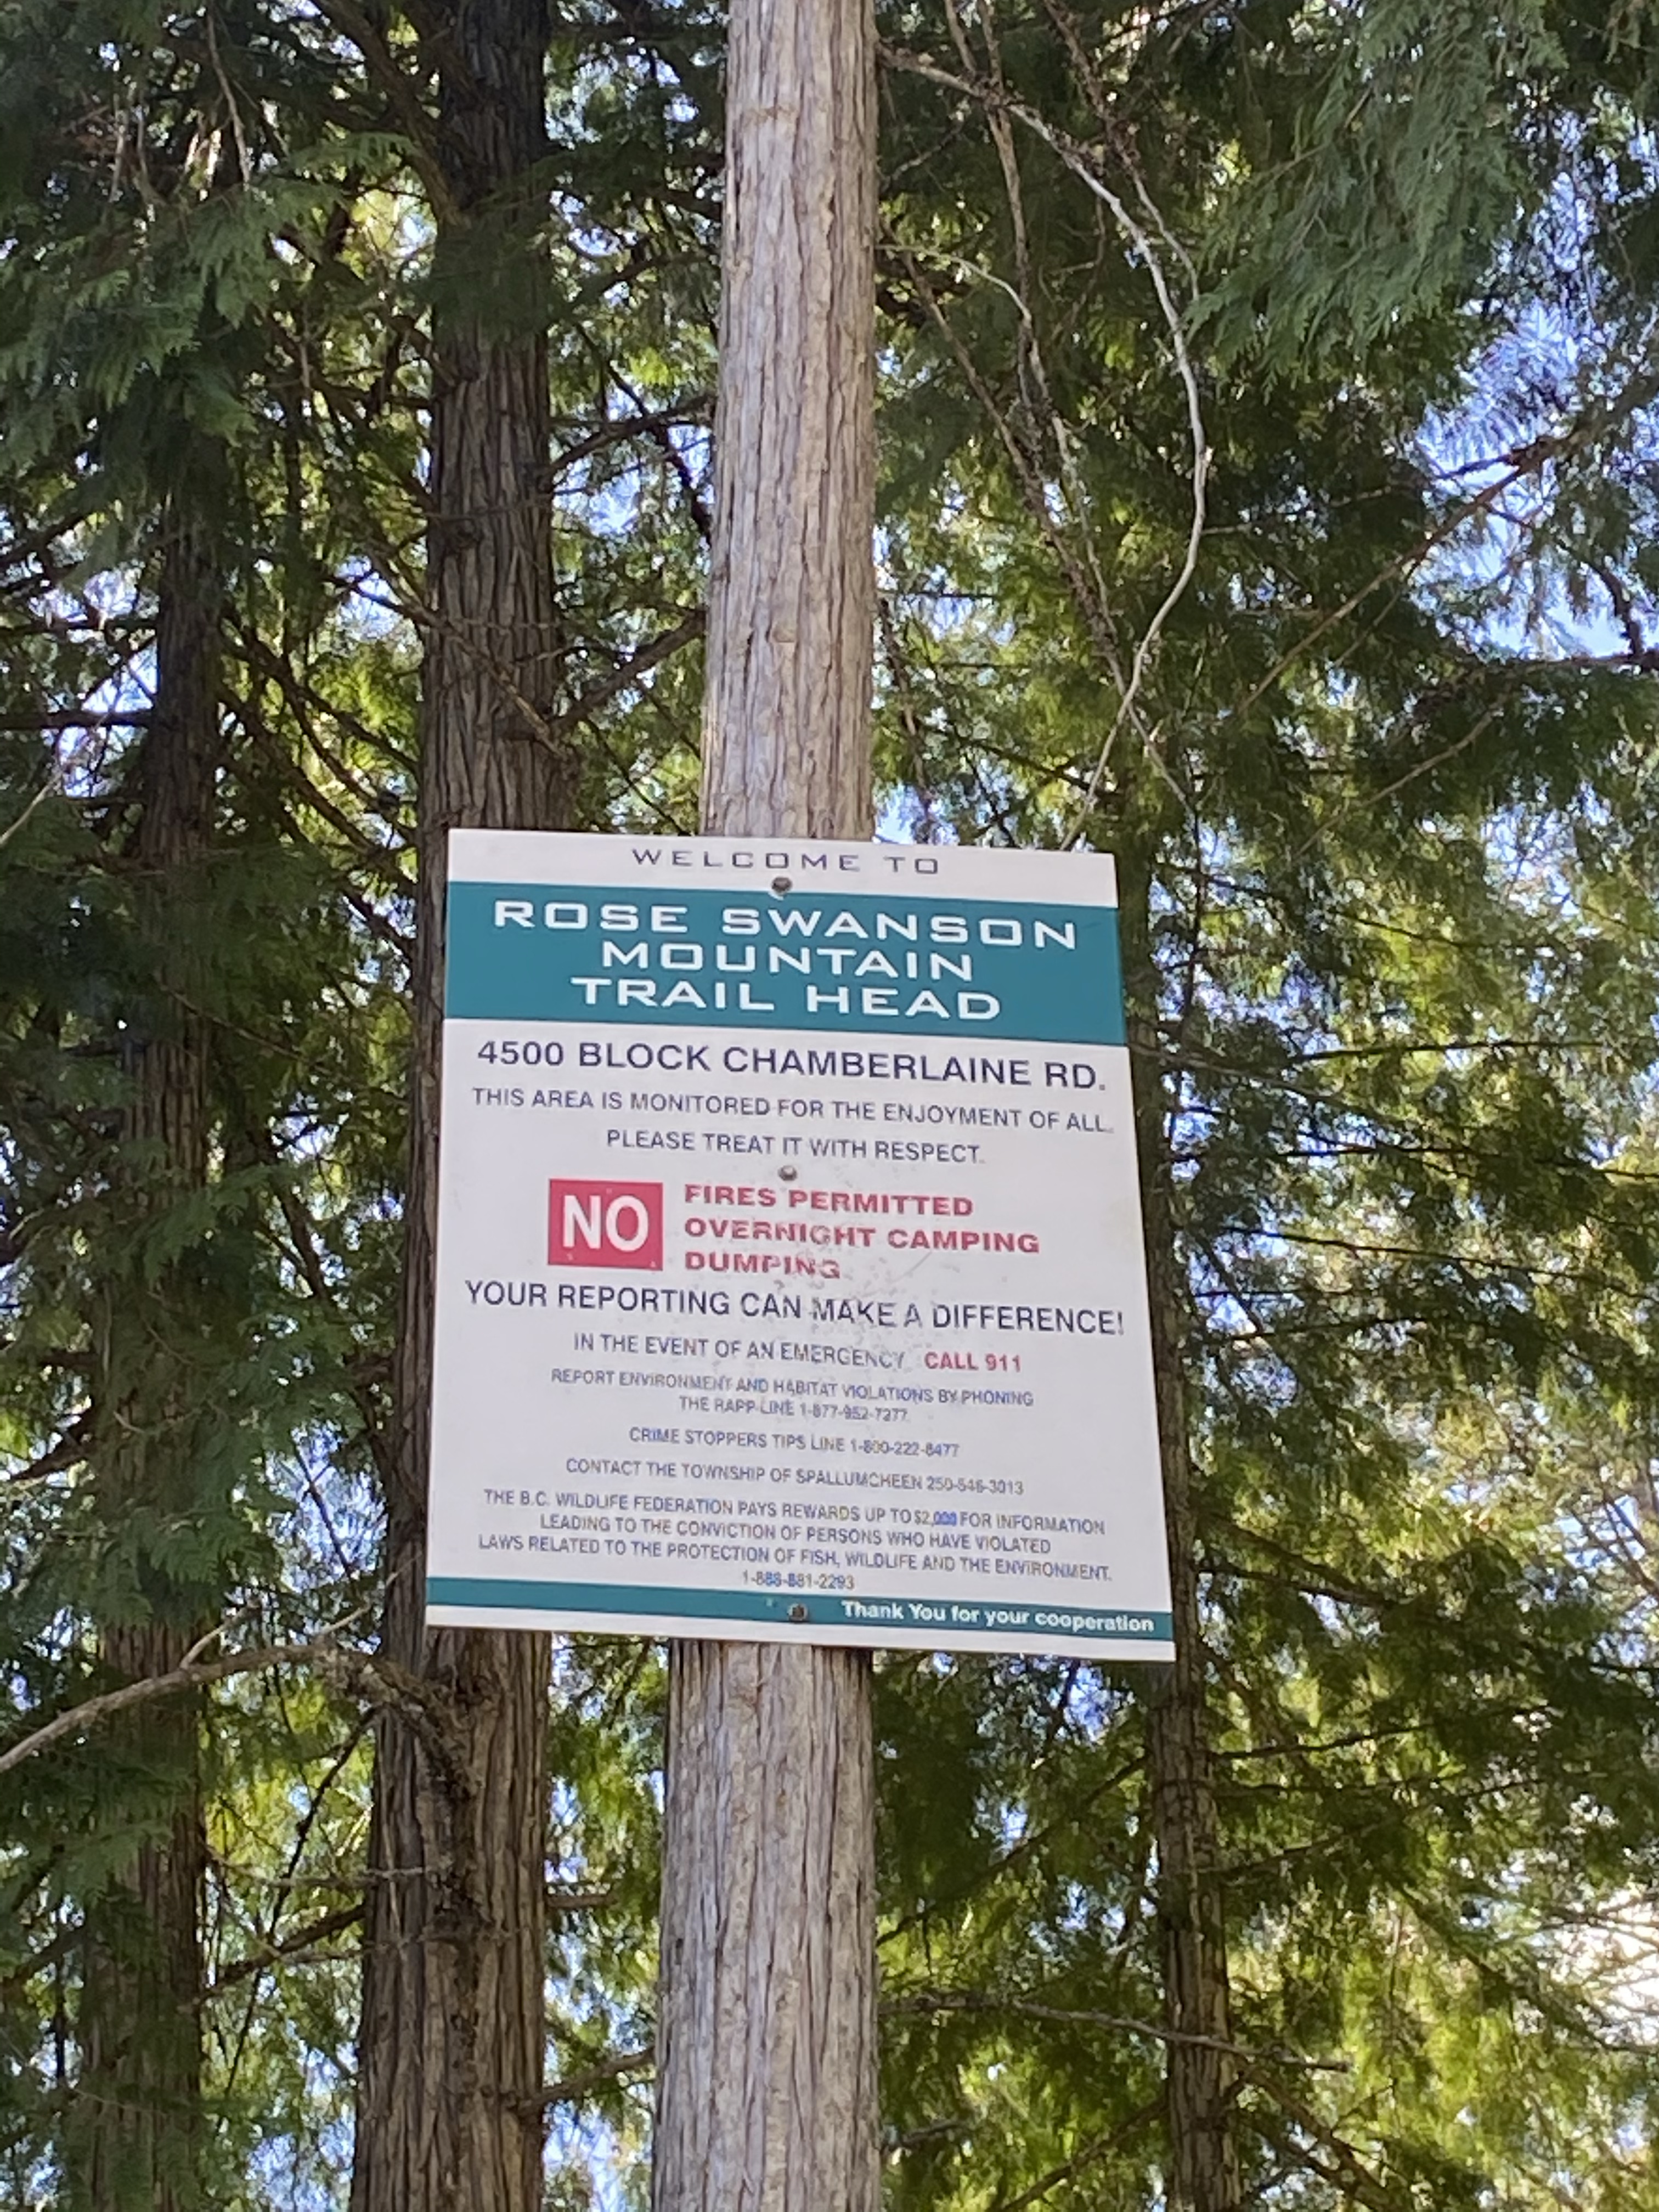 WELCOME TO
ROSE SWANSON
MOUNTAIN
TRAIL HEAD
4500 BLOCK CHAMBERLAINE RD.
THIS AREA IS MONITORED FOR THE ENJOYMENT OF ALL.
PLEASE TREAT IT WITH RESPECT.
NO
FIRES PERMITTED
OVERNIGHT CAMPING
DUMPING
YOUR REPORTING CAN MAKE A DIFFERENCE!
IN THE EVENT OF AN EMERGENCY CALL 911
REPORT ENVIRONMENT AND HABITAT VIOLATIONS BY PHONING
THE RAPP LINE 1-877-952-7277
CRIME STOPPERS TIPS LINE 1-800-222-8477
CONTACT THE TOWNSHIP OF SPALLUMCHEEN 250-546-3013
THE B.C. WILDLIFE FEDERATION PAYS REWARDS UP TO $2,000 FOR INFORMATION
LEADING TO THE CONVICTION OF PERSONS WHO HAVE VIOLATED
LAWS RELATED TO THE PROTECTION OF FISH, WILDLIFE AND THE ENVIRONMENT.
1-888-881-2293
Thank You for your cooperation